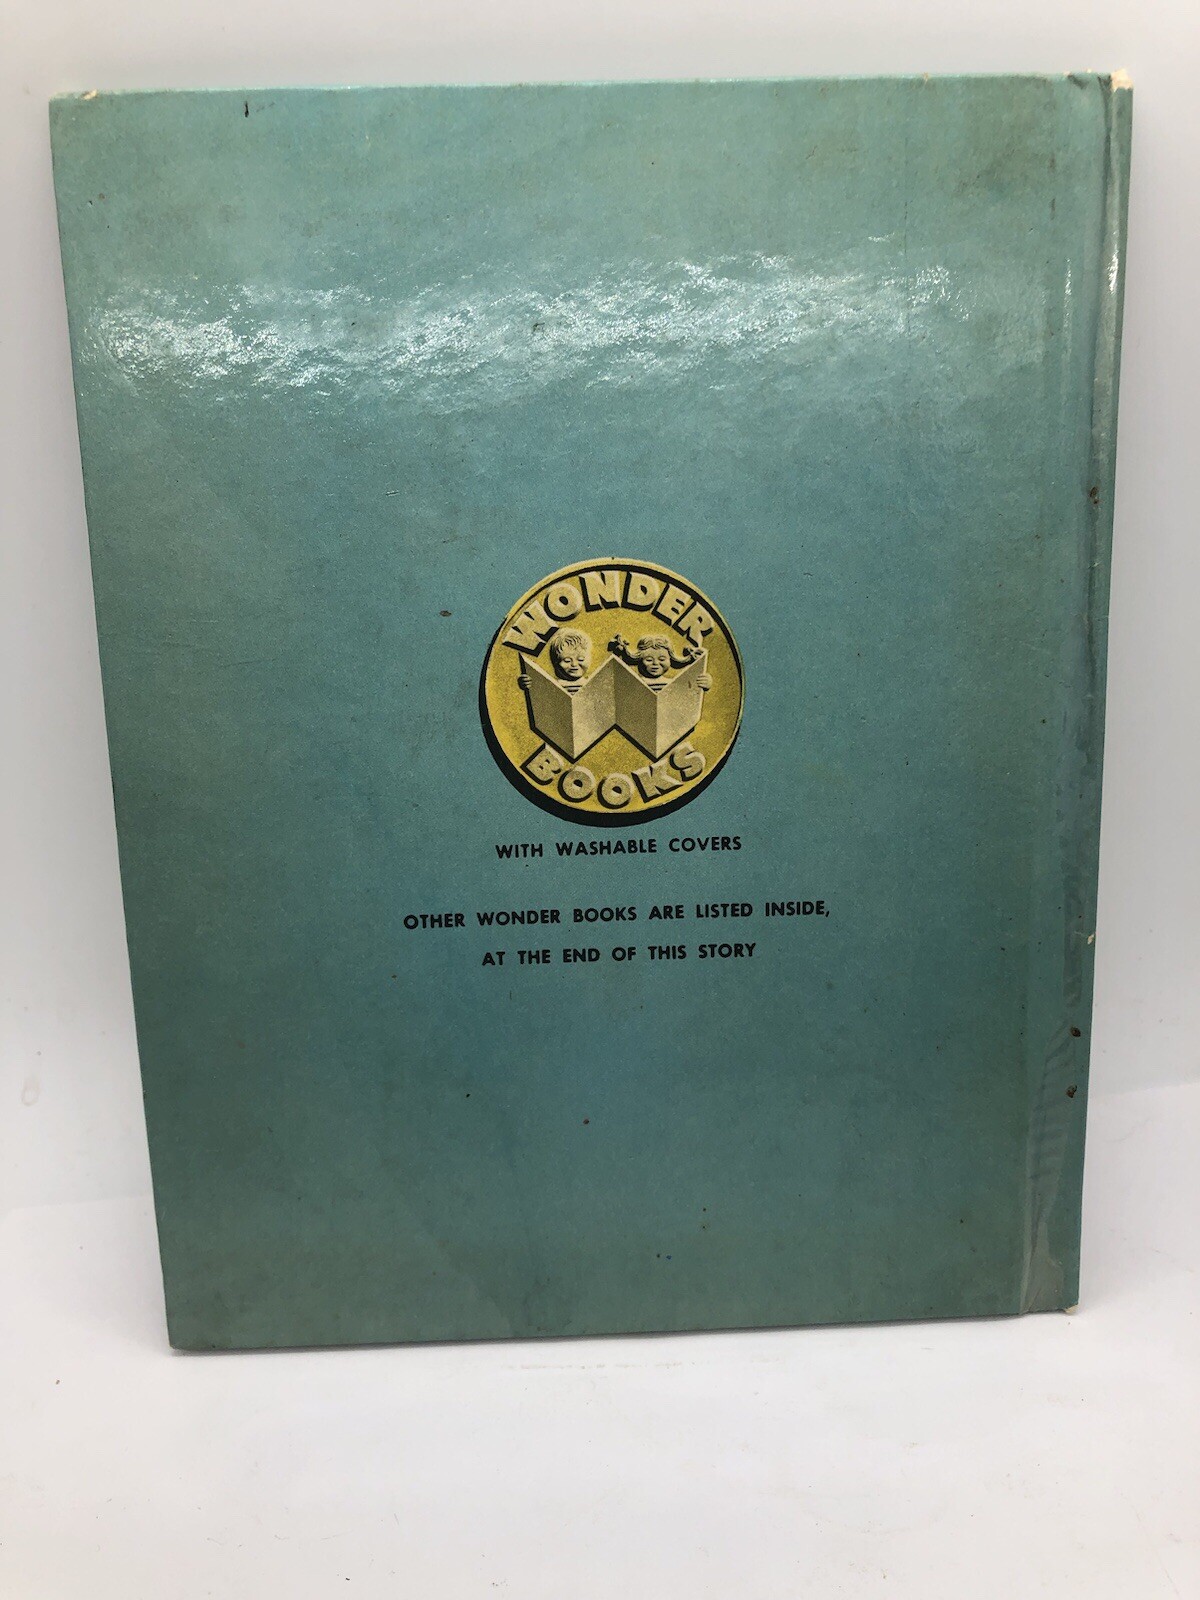 WONDER
BOOKS
WITH WASHABLE COVERS
OTHER WONDER BOOKS ARE LISTED INSIDE,
AT THE END OF THIS STORY